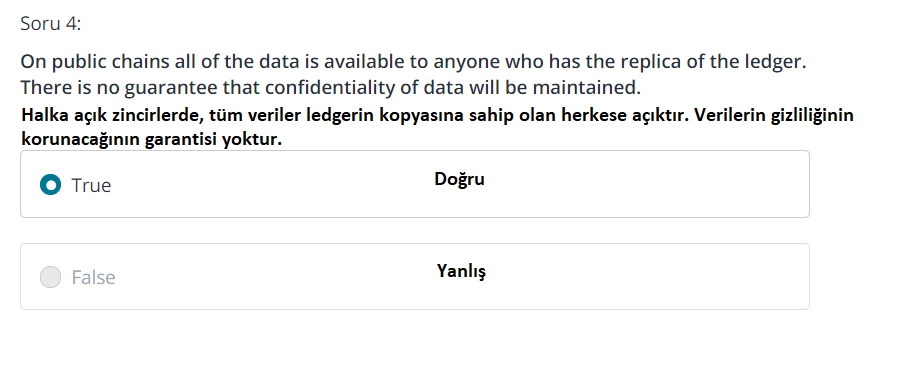 Soru 4:
On public chains all of the data is available to anyone who has the replica of the ledger.
There is no guarantee that confidentiality of data will be maintained.
Halka açık zincirlerde, tüm veriler ledgerin kopyasına sahip olan herkese açıktır. Verilerin gizliliğinin
korunacağının garantisi yoktur.
True Doğru
False Yanlış